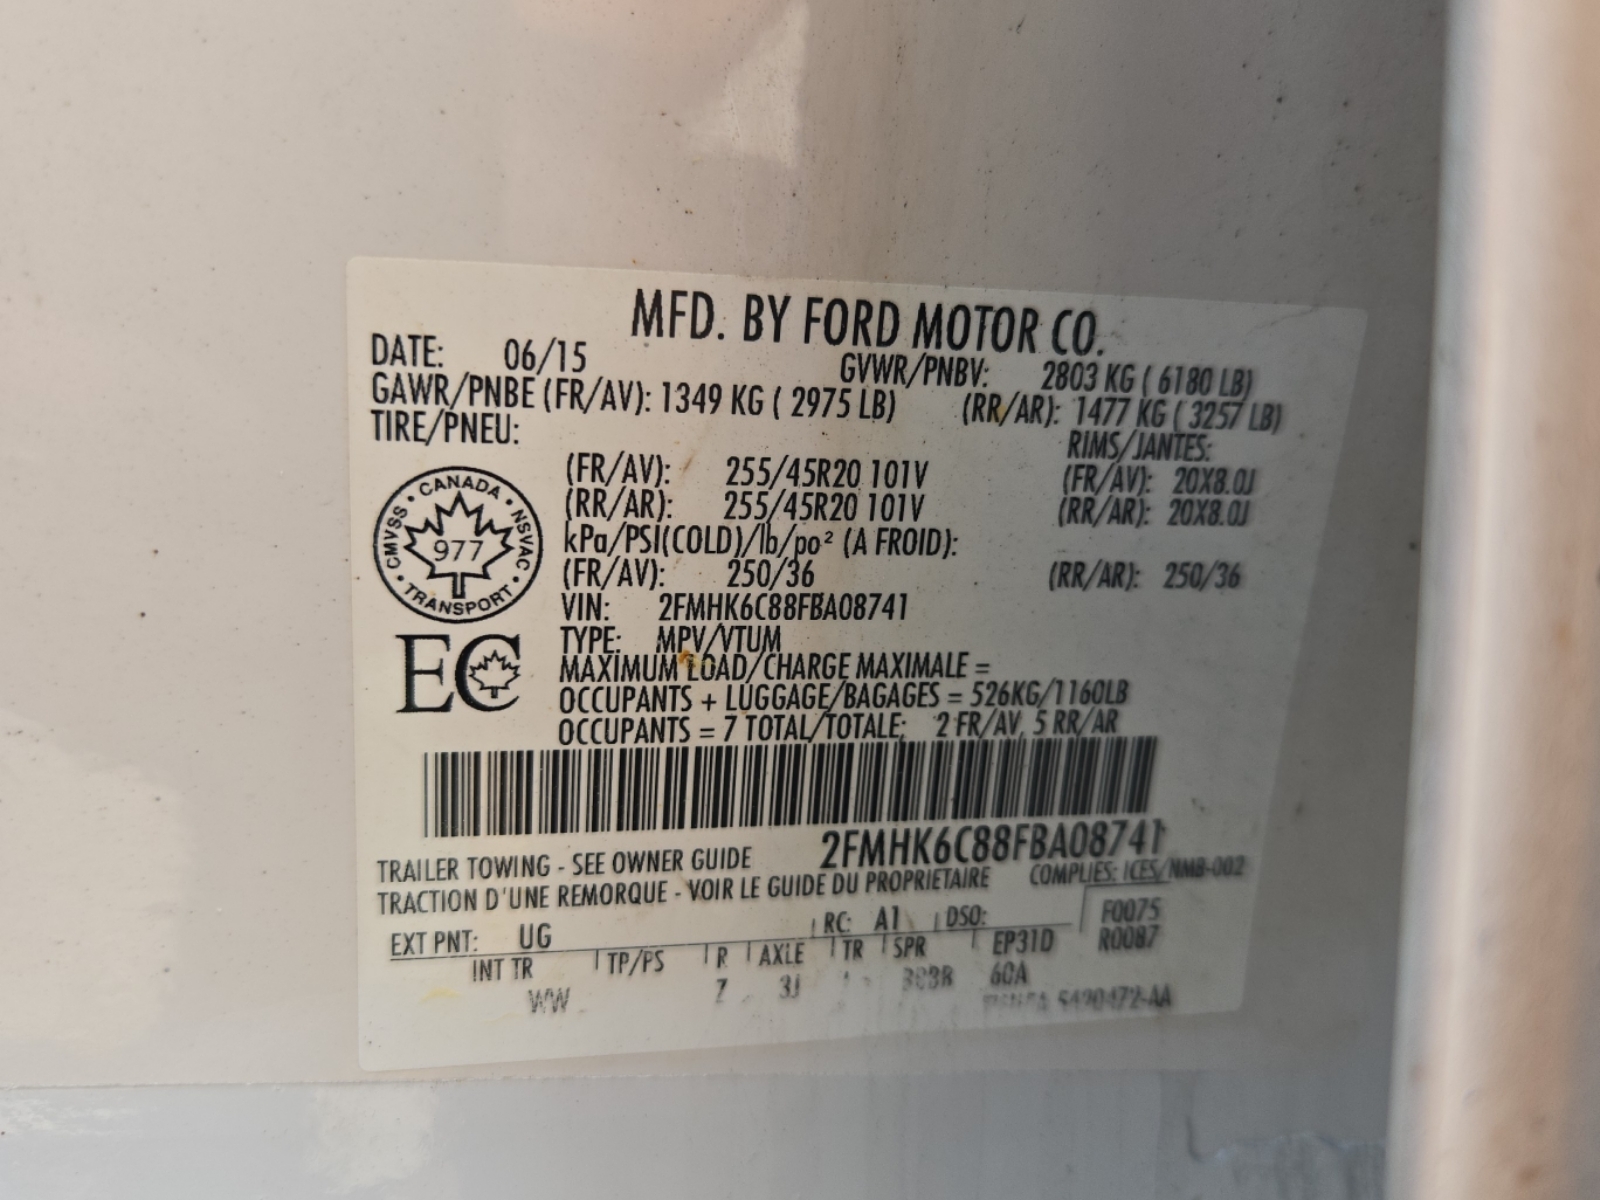 MFD. BY FORD MOTOR CO.
DATE: 06/15 GVWR/PNBV: 2803 KG ( 6180 LB)
GAWR/PNBE (FR/AV): 1349 KG ( 2975 LB) (RR/AR): 1477 KG ( 3257 LB)
TIRE/PNEU: RIMS/JANTES:
(FR/AV): 255/45R20 101V (FR/AV): 20X8.0J
(RR/AR): 255/45R20 101V (RR/AR): 20X8.0J
kPa/PSI(COLD)/lb/po² (A FROID):
(FR/AV): 250/36 (RR/AR): 250/36
CANADA · NSVAC · TRANSPORT · CMVSS ·
977
VIN: 2FMHK6C88FBA08741
TYPE: MPV/VTUM
EC
MAXIMUM LOAD/CHARGE MAXIMALE =
OCCUPANTS + LUGGAGE/BAGAGES = 526KG/1160LB
OCCUPANTS = 7 TOTAL/TOTALE; 2 FR/AV, 5 RR/AR
2FMHK6C88FBA08741
TRAILER TOWING - SEE OWNER GUIDE
TRACTION D'UNE REMORQUE - VOIR LE GUIDE DU PROPRIETAIRE COMPLIES: ICES/NMB-002
EXT PNT: UG RC: A1 DSO: F0075
R0087
INT TR TP/PS R AXLE TR SPR EP31D
WW Z 3J 60A